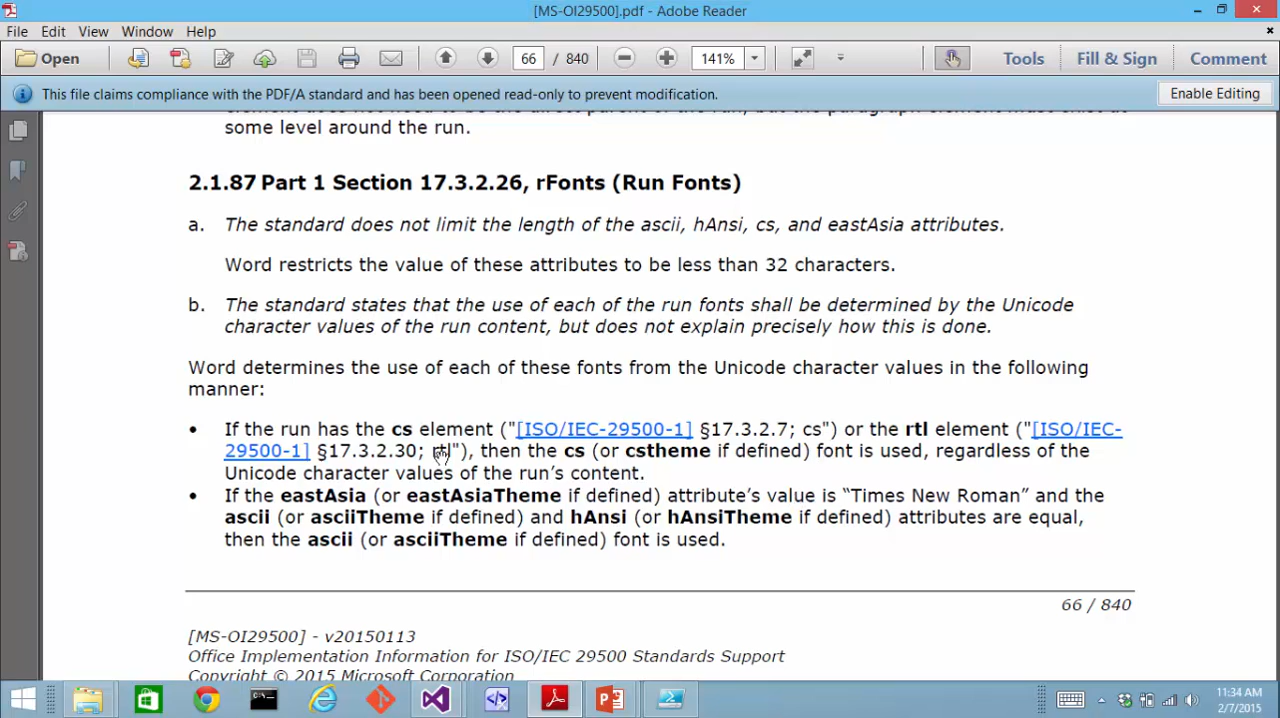 [MS-OI29500].pdf - Adobe Reader
File Edit View Window Help
Open 66 / 840 141% Tools Fill & Sign Comment
This file claims compliance with the PDF/A standard and has been opened read-only to prevent modification. Enable Editing
some level around the run.
2.1.87 Part 1 Section 17.3.2.26, rFonts (Run Fonts)
a. The standard does not limit the length of the ascii, hAnsi, cs, and eastAsia attributes.
Word restricts the value of these attributes to be less than 32 characters.
b. The standard states that the use of each of the run fonts shall be determined by the Unicode
character values of the run content, but does not explain precisely how this is done.
Word determines the use of each of these fonts from the Unicode character values in the following
manner:
• If the run has the cs element ("[ISO/IEC-29500-1] §17.3.2.7; cs") or the rtl element ("[ISO/IEC-
29500-1] §17.3.2.30; rtl"), then the cs (or cstheme if defined) font is used, regardless of the
Unicode character values of the run’s content.
• If the eastAsia (or eastAsiaTheme if defined) attribute’s value is “Times New Roman” and the
ascii (or asciiTheme if defined) and hAnsi (or hAnsiTheme if defined) attributes are equal,
then the ascii (or asciiTheme if defined) font is used.
66 / 840
[MS-OI29500] - v20150113
Office Implementation Information for ISO/IEC 29500 Standards Support
Copyright © 2015 Microsoft Corporation
11:34 AM
2/7/2015